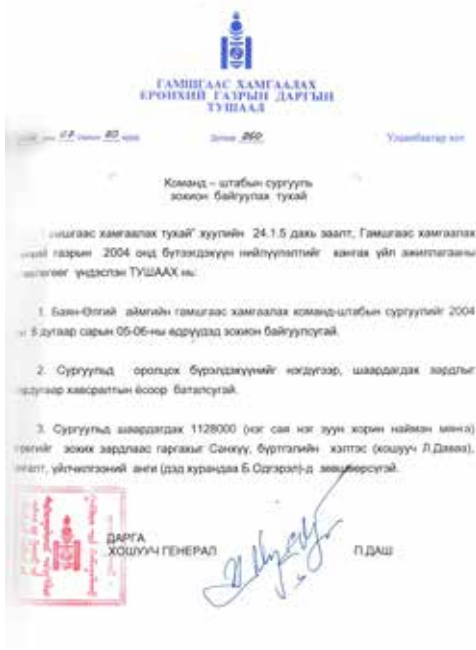 ГАМШГААС ХАМГААЛАХ
ЕРӨНХИЙ ГАЗРЫН ДАРГЫН
ТУШААЛ
20 Дугаар 260 Улаанбаатар хот
Команд – штабын сургууль
зохион байгуулах тухай
хамгаалах тухай" хуулийн 24.1.5 дахь заалт, Гамшгаас хамгаалах
газрын 2004 онд бүтээгдэхүүн нийлүүлэлтийг хангах үйл ажиллагааны
үндэслэн ТУШААХ нь:
1. Баян-Өлгий аймгийн гамшгаас хамгаалах команд-штабын сургуулийг 2004
8 дугаар сарын 05-06-ны өдрүүдэд зохион байгуулсугай.
2. Сургуульд оролцох бүрэлдэхүүнийг нэгдүгээр, шаардагдах зардлыг
хавсралтын ёсоор баталсугай.
3. Сургуульд шаардагдах 1128000 (нэг сая нэг зуун хорин найман мянга)
зохих зардлаас гаргахыг Санхүү, бүртгэлийн хэлтэс (хошууч Л.Даваа),
үйлчилгээний анги (дэд хурандаа Б.Одгэрэл)-д зөвшөөрсүгэй.
ДАРГА
ХОШУУЧ ГЕНЕРАЛ П.ДАШ